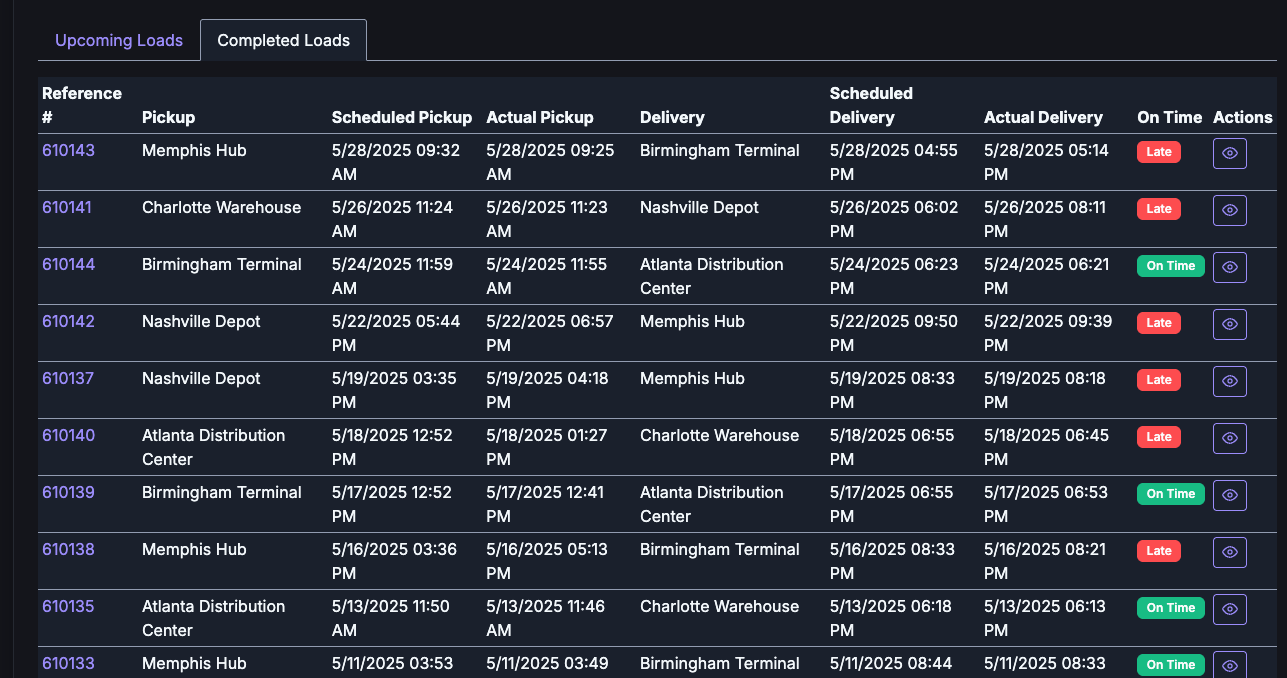 Upcoming Loads
Completed Loads
Reference # Pickup Scheduled Pickup Actual Pickup Delivery Scheduled Delivery Actual Delivery On Time Actions
610143 Memphis Hub 5/28/2025 09:32 AM 5/28/2025 09:25 AM Birmingham Terminal 5/28/2025 04:55 PM 5/28/2025 05:14 PM Late
610141 Charlotte Warehouse 5/26/2025 11:24 AM 5/26/2025 11:23 AM Nashville Depot 5/26/2025 06:02 PM 5/26/2025 08:11 PM Late
610144 Birmingham Terminal 5/24/2025 11:59 AM 5/24/2025 11:55 AM Atlanta Distribution Center 5/24/2025 06:23 PM 5/24/2025 06:21 PM On Time
610142 Nashville Depot 5/22/2025 05:44 PM 5/22/2025 06:57 PM Memphis Hub 5/22/2025 09:50 PM 5/22/2025 09:39 PM Late
610137 Nashville Depot 5/19/2025 03:35 PM 5/19/2025 04:18 PM Memphis Hub 5/19/2025 08:33 PM 5/19/2025 08:18 PM Late
610140 Atlanta Distribution Center 5/18/2025 12:52 PM 5/18/2025 01:27 PM Charlotte Warehouse 5/18/2025 06:55 PM 5/18/2025 06:45 PM Late
610139 Birmingham Terminal 5/17/2025 12:52 PM 5/17/2025 12:41 PM Atlanta Distribution Center 5/17/2025 06:55 PM 5/17/2025 06:53 PM On Time
610138 Memphis Hub 5/16/2025 03:36 PM 5/16/2025 05:13 PM Birmingham Terminal 5/16/2025 08:33 PM 5/16/2025 08:21 PM Late
610135 Atlanta Distribution Center 5/13/2025 11:50 AM 5/13/2025 11:46 AM Charlotte Warehouse 5/13/2025 06:18 PM 5/13/2025 06:13 PM On Time
610133 Memphis Hub 5/11/2025 03:53 5/11/2025 03:49 Birmingham Terminal 5/11/2025 08:44 5/11/2025 08:33 On Time